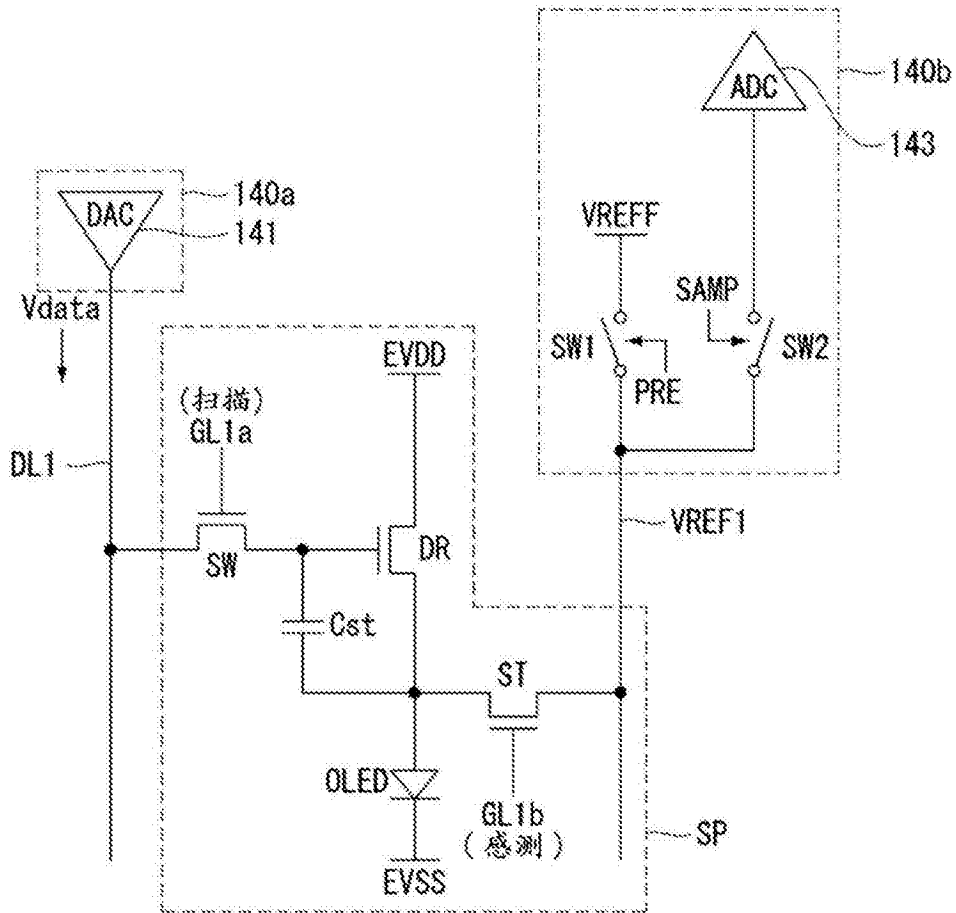 ADC
140b
143
DAC
140a
141
VREFF
Vdata
SAMP
SW1
SW2
EVDD
PRE
(扫描)
GL1a
DL1
VREF1
SW
DR
Cst
ST
OLED
GL1b
(感测)
SP
EVSS